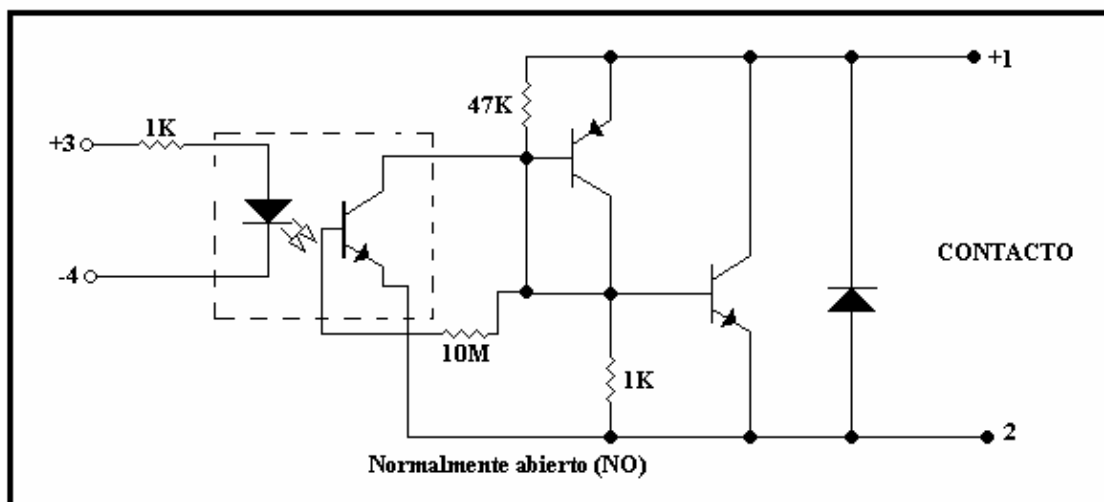 +1
47K
1K
+3
-4
CONTACTO
10M
1K
2
Normalmente abierto (NO)